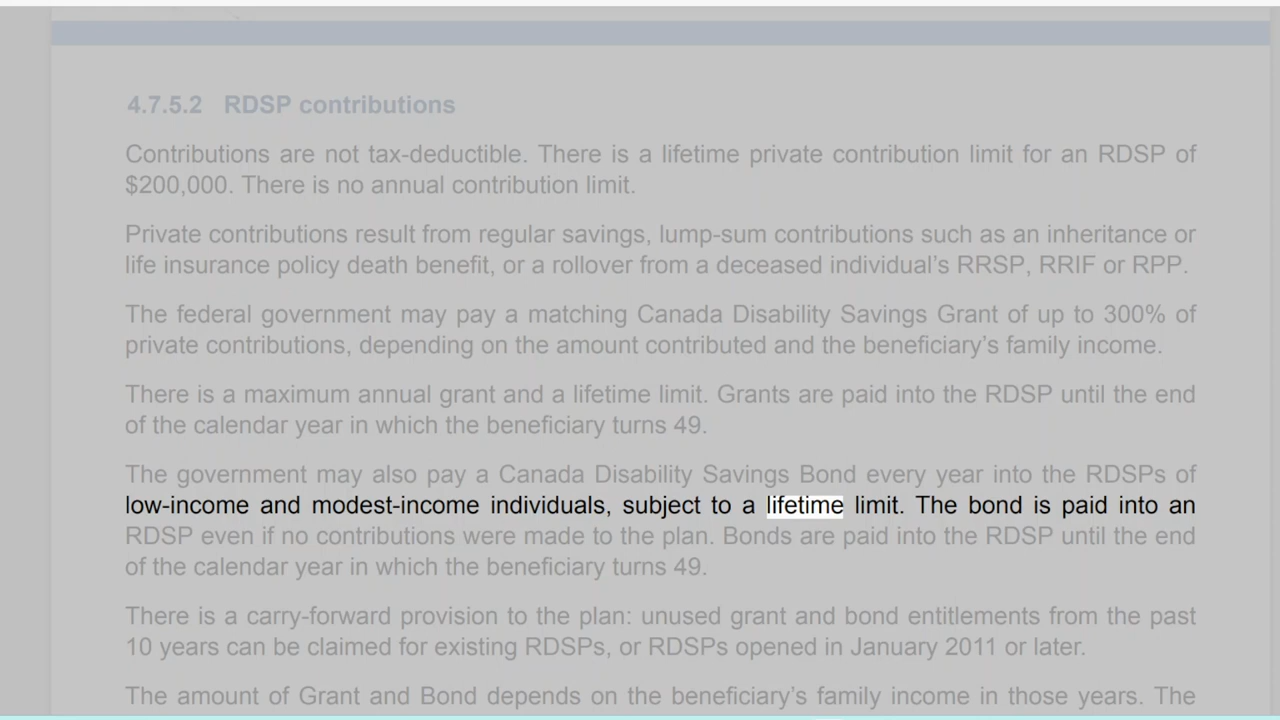 4.7.5.2 RDSP contributions
Contributions are not tax-deductible. There is a lifetime private contribution limit for an RDSP of
$200,000. There is no annual contribution limit.
Private contributions result from regular savings, lump-sum contributions such as an inheritance or
life insurance policy death benefit, or a rollover from a deceased individual's RRSP, RRIF or RPP.
The federal government may pay a matching Canada Disability Savings Grant of up to 300% of
private contributions, depending on the amount contributed and the beneficiary's family income.
There is a maximum annual grant and a lifetime limit. Grants are paid into the RDSP until the end
of the calendar year in which the beneficiary turns 49.
The government may also pay a Canada Disability Savings Bond every year into the RDSPs of
low-income and modest-income individuals, subject to a lifetime limit. The bond is paid into an
RDSP even if no contributions were made to the plan. Bonds are paid into the RDSP until the end
of the calendar year in which the beneficiary turns 49.
There is a carry-forward provision to the plan: unused grant and bond entitlements from the past
10 years can be claimed for existing RDSPs, or RDSPs opened in January 2011 or later.
The amount of Grant and Bond depends on the beneficiary's family income in those years. The